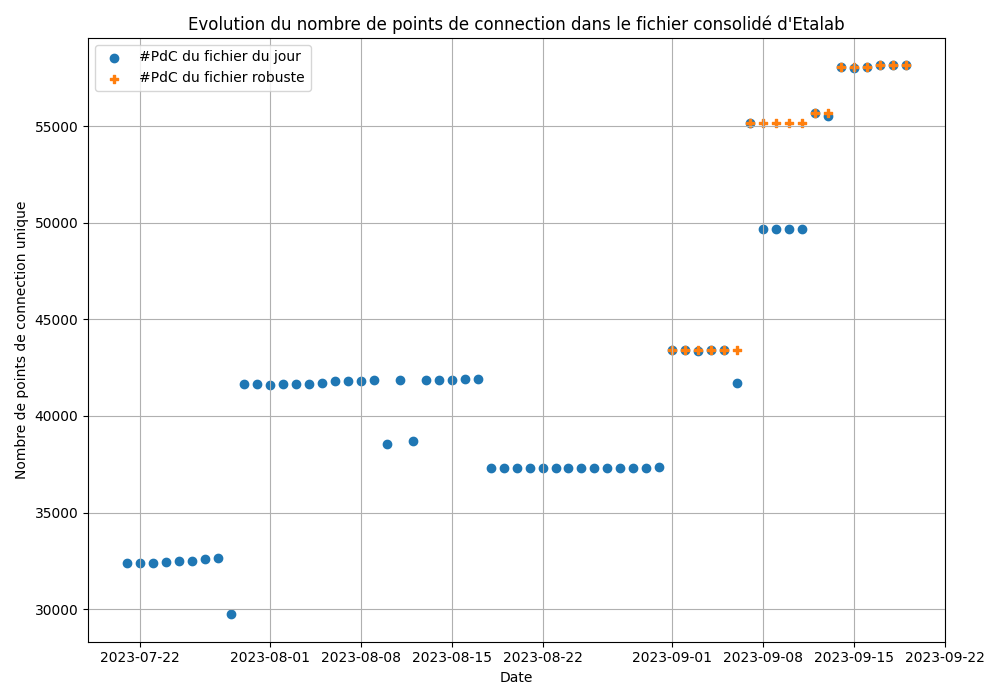 Evolution du nombre de points de connection dans le fichier consolidé d'Etalab
#PdC du fichier du jour
#PdC du fichier robuste
Nombre de points de connection unique
55000
50000
45000
40000
35000
30000
2023-07-22 2023-08-01 2023-08-08 2023-08-15 2023-08-22 2023-09-01 2023-09-08 2023-09-15 2023-09-22
Date